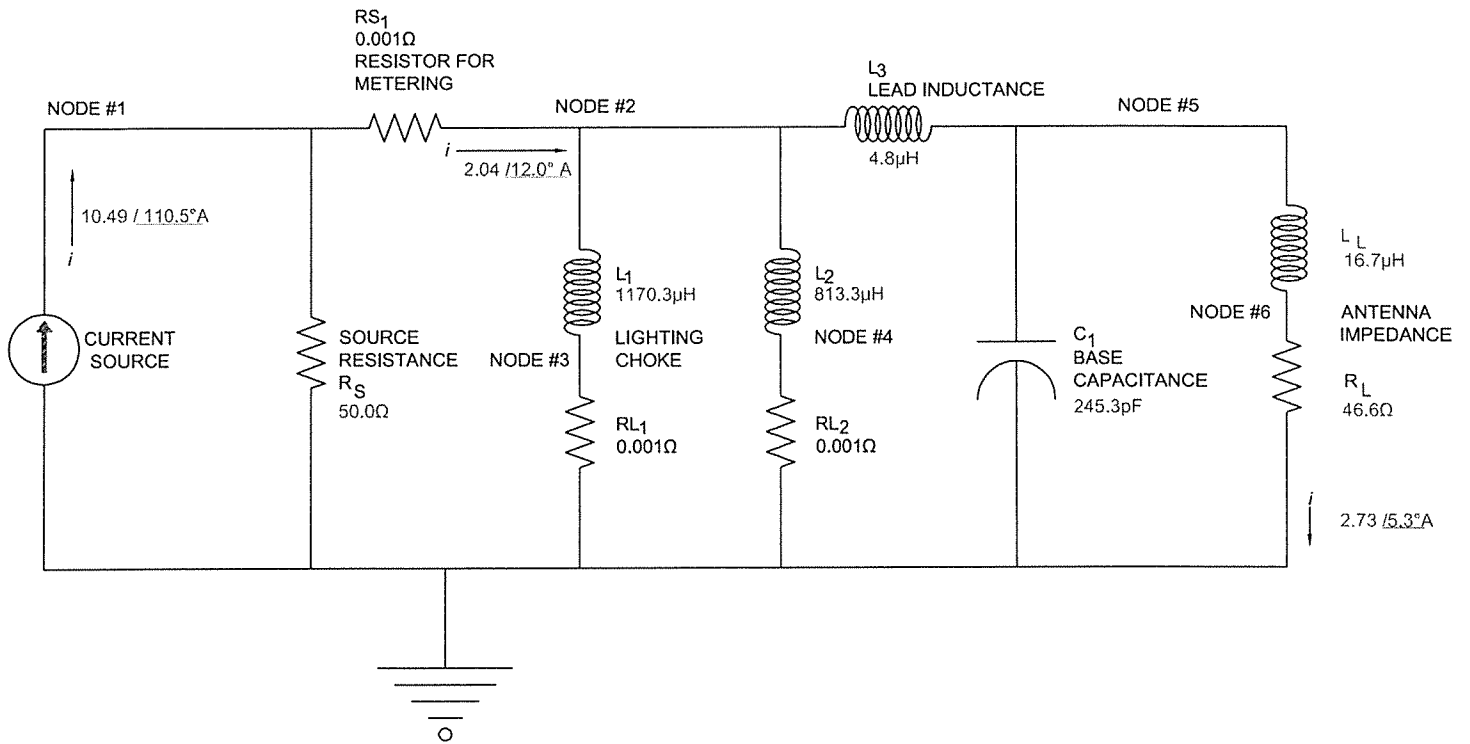 RS1
0.001Ω
RESISTOR FOR
METERING
NODE #1
i
10.49 /110.5°A
CURRENT
SOURCE
SOURCE
RESISTANCE
RS
50.0Ω
i
2.04 /12.0° A
NODE #2
L1
1170.3µH
LIGHTING
CHOKE
NODE #3
RL1
0.001Ω
L2
813.3µH
NODE #4
RL2
0.001Ω
L3
LEAD INDUCTANCE
4.8µH
NODE #5
C1
BASE
CAPACITANCE
245.3pF
LL
16.7µH
NODE #6
ANTENNA
IMPEDANCE
RL
46.6Ω
i
2.73 /5.3°A